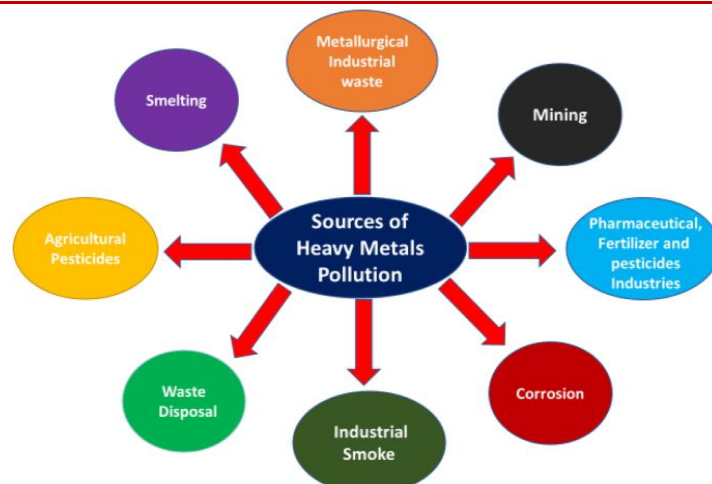 Metallurgical
Industrial
waste
Smelting
Mining
Sources of
Heavy Metals
Pollution
Agricultural
Pesticides
Pharmaceutical,
Fertilizer and
pesticides
Industries
Waste
Disposal
Corrosion
Industrial
Smoke